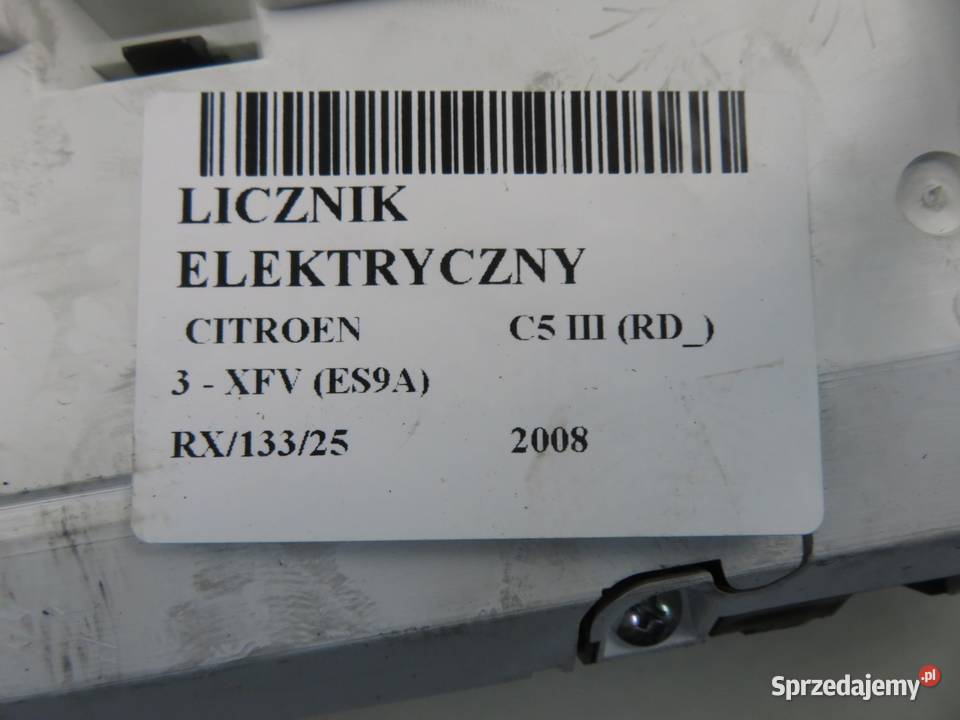 LICZNIK
ELEKTRYCZNY
CITROEN C5 III (RD_)
3 - XFV (ES9A)
RX/133/25 2008
Sprzedajemy.pl